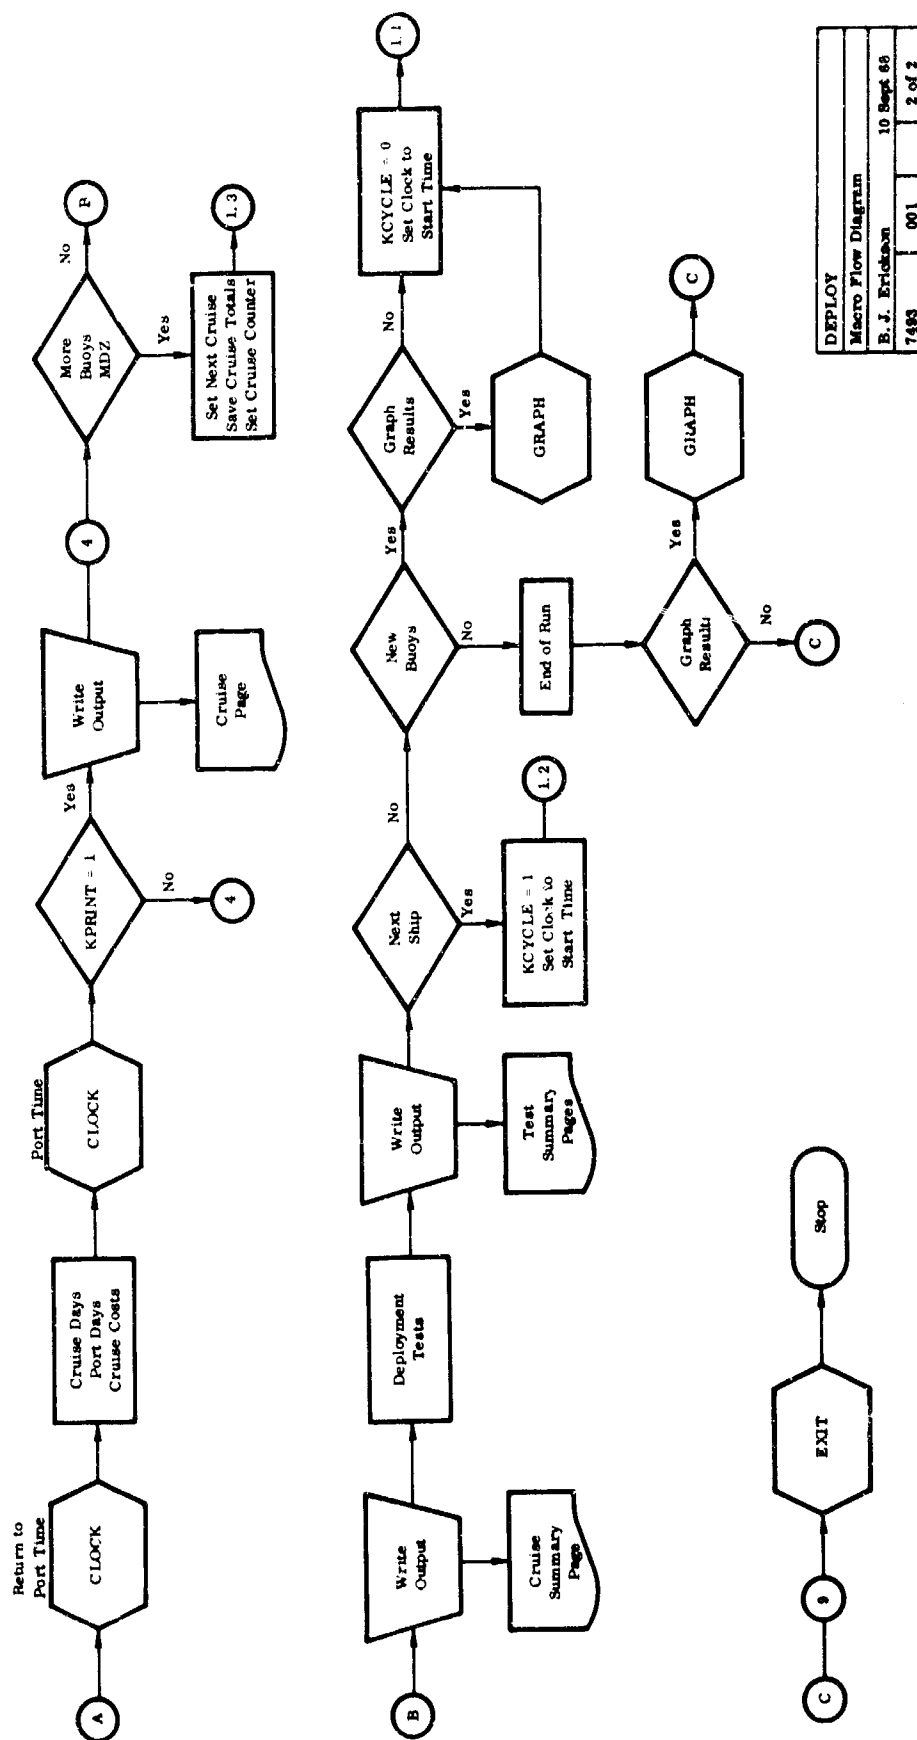 A
Return to
Port Time
CLOCK
Cruise Days
Port Days
Cruise Costs
Port Time
CLOCK
KPRINT = 1
Yes
No
4
Write
Output
Cruise
Page
4
More
Buoys
MDZ
No
B
Yes
Set Next Cruise
Save Cruise Totals
Set Cruise Counter
1.3
B
Write
Output
Cruise
Summary
Page
Deployment
Tests
Write
Output
Test
Summary
Pages
Next
Ship
No
Yes
KCYCLE = 1
Set Clock to
Start Time
1.2
New
Buoys
Yes
No
End of Run
Graph
Results
No
Yes
GRAPH
KCYCLE = 0
Set Clock to
Start Time
1.1
Graph
Results
Yes
No
C
GRAPH
C
C
9
EXIT
Stop
DEPLOY
Macro Flow Diagram
B. J. Erickson 10 Sept 68
7493 001 2 of 2